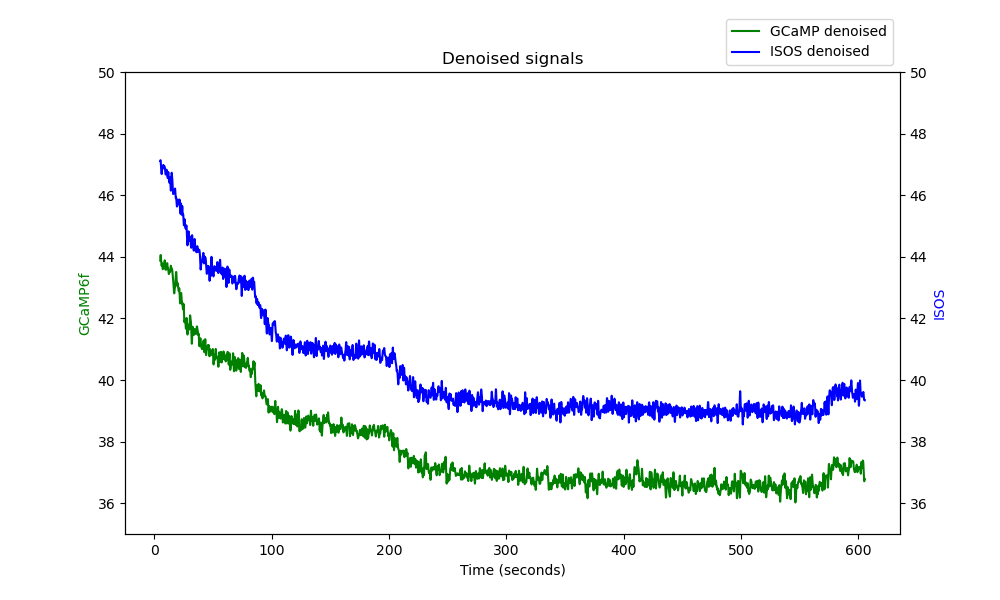 GCaMP denoised
ISOS denoised
Denoised signals
50
48
46
44
42
40
38
36
GCaMP6f
50
48
46
44
42
40
38
36
ISOS
0 100 200 300 400 500 600
Time (seconds)